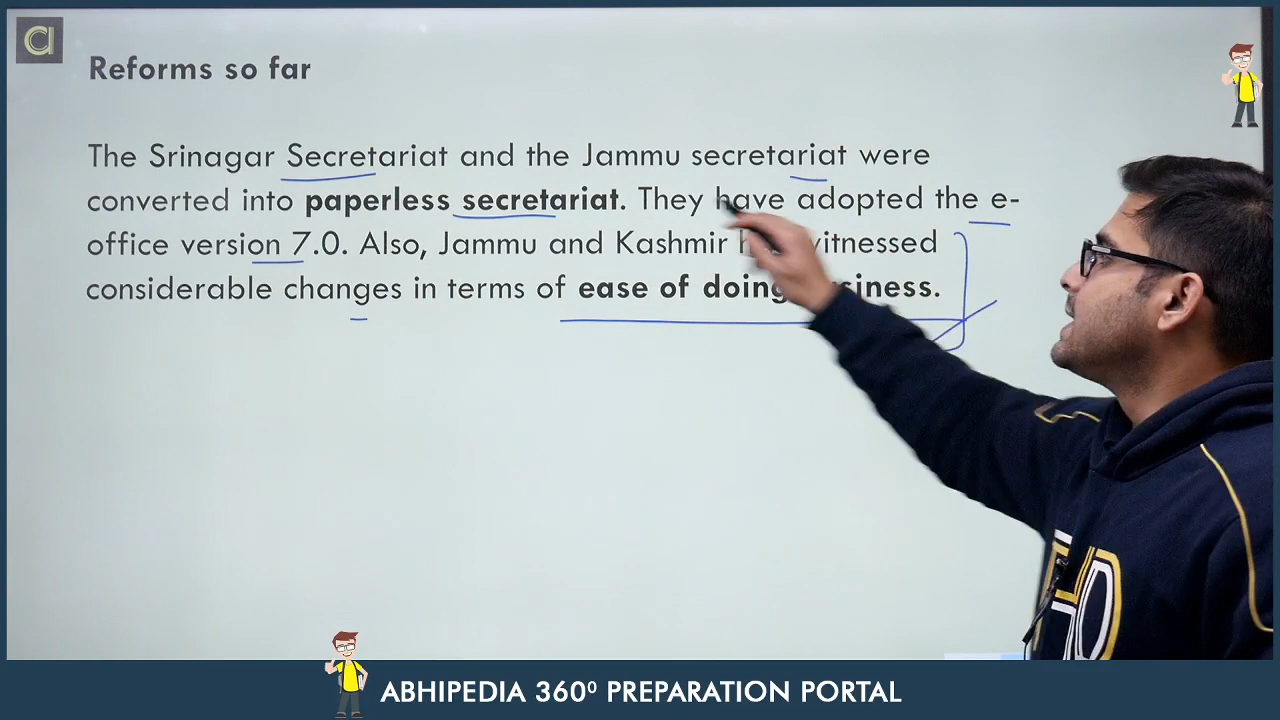 Reforms so far
The Srinagar Secretariat and the Jammu secretariat were
converted into paperless secretariat. They have adopted the e-
office version 7.0. Also, Jammu and Kashmir witnessed
considerable changes in terms of ease of doing business.
ABHIPEDIA 360⁰ PREPARATION PORTAL